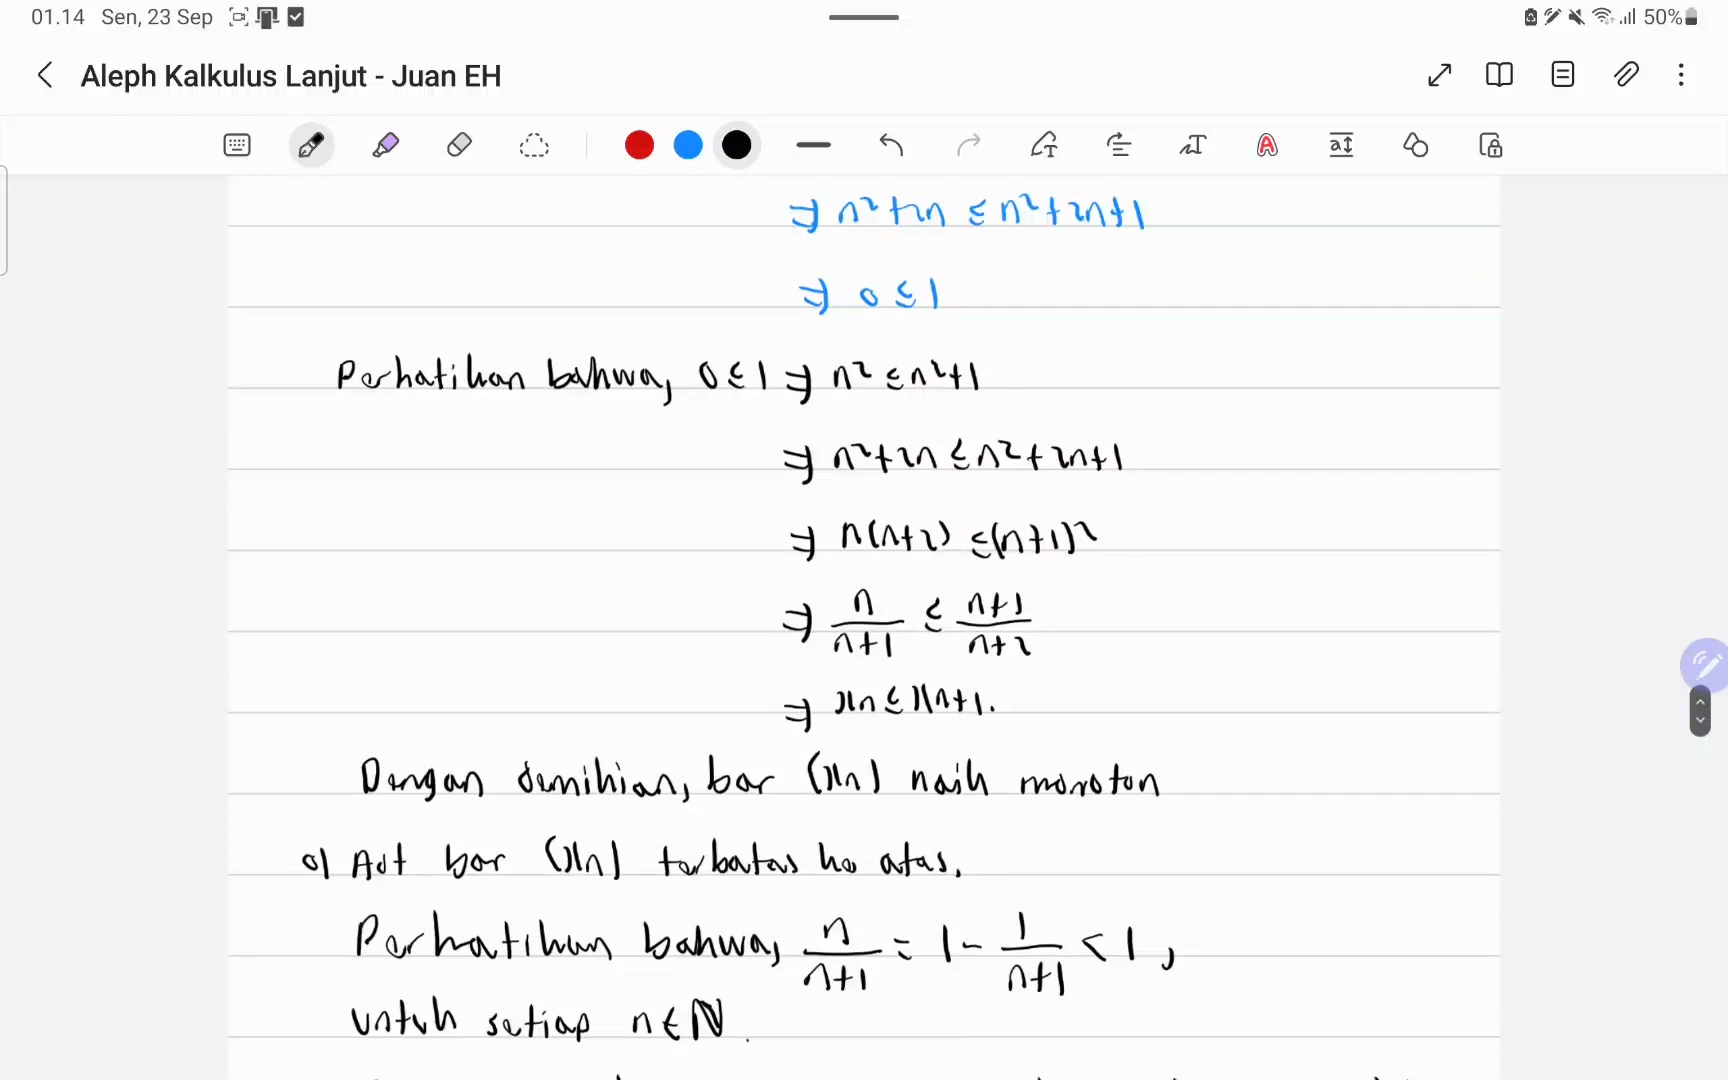 01.14 Sen, 23 Sep
50%
Aleph Kalkulus Lanjut - Juan EH
⇒ n²+2n ≤ n²+2n+1
⇒ 0 ≤ 1
Perhatikan bahwa, 0 ≤ 1 ⇒ n² ≤ n²+1
⇒ n²+2n ≤ n²+2n+1
⇒ n(n+2) ≤ (n+1)²
⇒ n/(n+1) ≤ (n+1)/(n+2)
⇒ xn ≤ xn+1.
Dengan demikian, bar (xn) naik monoton
o) Adt bar (xn) terbatas ke atas.
Perhatikan bahwa, n/(n+1) = 1 - 1/(n+1) < 1,
untuk setiap n ∈ ℕ.